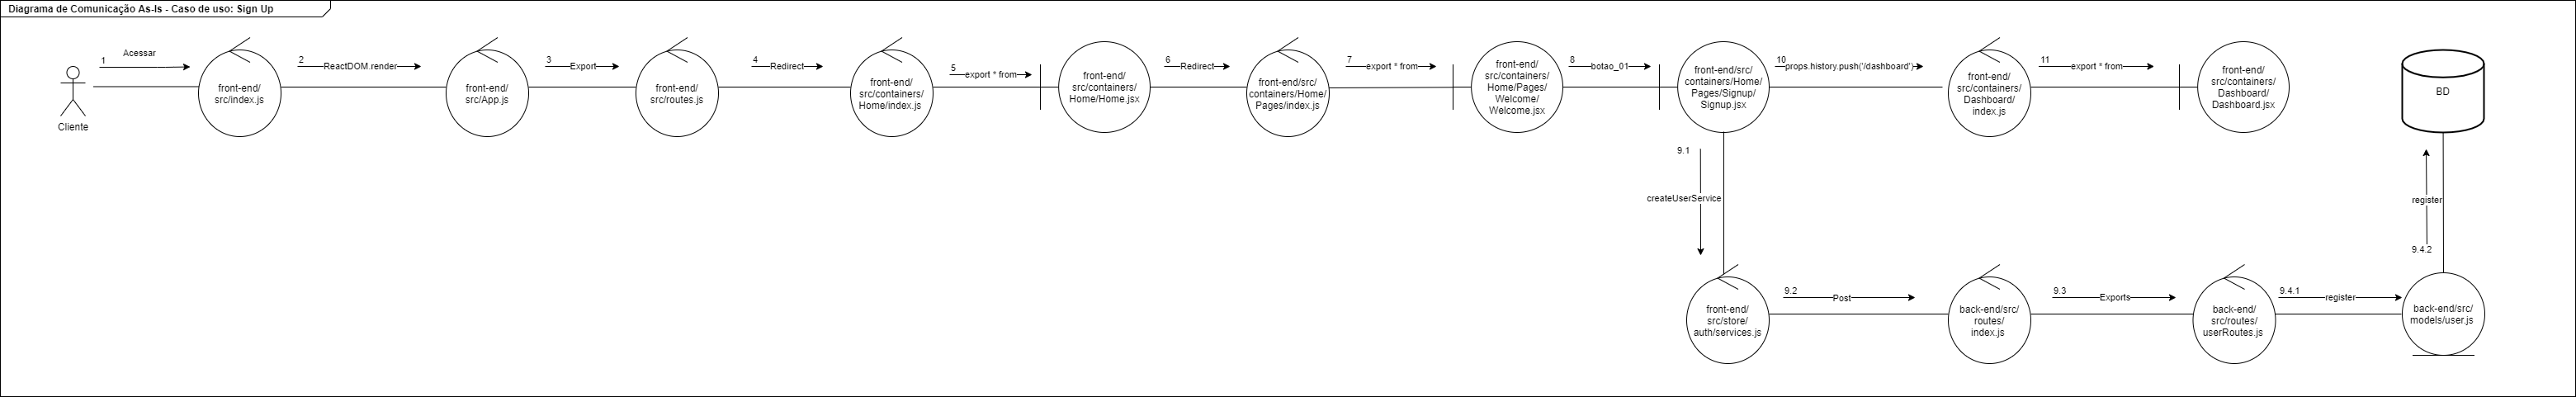 Diagrama de Comunicação As-Is - Caso de uso: Sign Up
Cliente
1
Acessar
front-end/
src/index.js
2
ReactDOM.render
front-end/
src/App.js
3
Export
front-end/
src/routes.js
4
Redirect
front-end/
src/containers/
Home/index.js
5
export * from
front-end/
src/containers/
Home/Home.jsx
6
Redirect
front-end/src/
containers/Home/
Pages/index.js
7
export * from
front-end/
src/containers/
Home/Pages/
Welcome/
Welcome.jsx
8
botao_01
front-end/src/
containers/Home/
Pages/Signup/
Signup.jsx
10
props.history.push('/dashboard')
front-end/
src/containers/
Dashboard/
index.js
11
export * from
front-end/
src/containers/
Dashboard/
Dashboard.jsx
BD
9.1
createUserService
front-end/
src/store/
auth/services.js
9.2
Post
back-end/src/
routes/
index.js
9.3
Exports
back-end/
src/routes/
userRoutes.js
9.4.1
register
back-end/src/
models/user.js
register
9.4.2